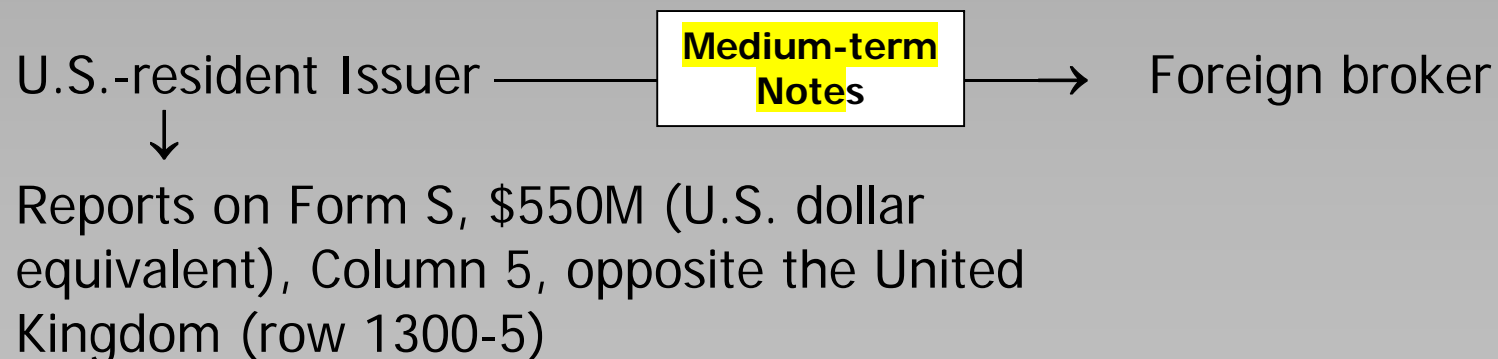 Medium-term
U.S.-resident Issuer → Notes → Foreign broker
↓
Reports on Form S, $550M (U.S. dollar
equivalent), Column 5, opposite the United
Kingdom (row 1300-5)